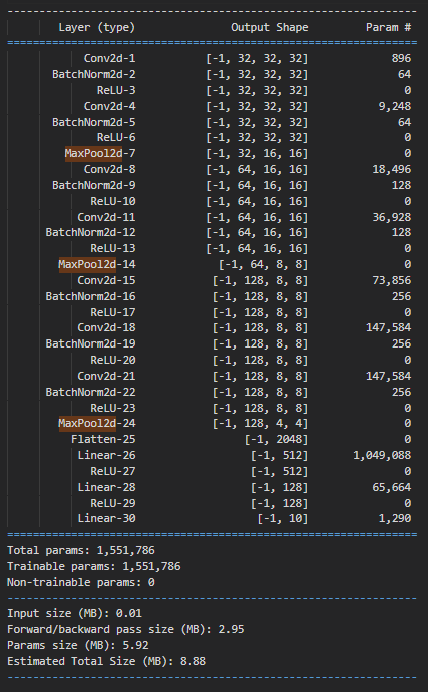 ----------------------------------------------------------------
Layer (type) Output Shape Param #
================================================================
Conv2d-1 [-1, 32, 32, 32] 896
BatchNorm2d-2 [-1, 32, 32, 32] 64
ReLU-3 [-1, 32, 32, 32] 0
Conv2d-4 [-1, 32, 32, 32] 9,248
BatchNorm2d-5 [-1, 32, 32, 32] 64
ReLU-6 [-1, 32, 32, 32] 0
MaxPool2d-7 [-1, 32, 16, 16] 0
Conv2d-8 [-1, 64, 16, 16] 18,496
BatchNorm2d-9 [-1, 64, 16, 16] 128
ReLU-10 [-1, 64, 16, 16] 0
Conv2d-11 [-1, 64, 16, 16] 36,928
BatchNorm2d-12 [-1, 64, 16, 16] 128
ReLU-13 [-1, 64, 16, 16] 0
MaxPool2d-14 [-1, 64, 8, 8] 0
Conv2d-15 [-1, 128, 8, 8] 73,856
BatchNorm2d-16 [-1, 128, 8, 8] 256
ReLU-17 [-1, 128, 8, 8] 0
Conv2d-18 [-1, 128, 8, 8] 147,584
BatchNorm2d-19 [-1, 128, 8, 8] 256
ReLU-20 [-1, 128, 8, 8] 0
Conv2d-21 [-1, 128, 8, 8] 147,584
BatchNorm2d-22 [-1, 128, 8, 8] 256
ReLU-23 [-1, 128, 8, 8] 0
MaxPool2d-24 [-1, 128, 4, 4] 0
Flatten-25 [-1, 2048] 0
Linear-26 [-1, 512] 1,049,088
ReLU-27 [-1, 512] 0
Linear-28 [-1, 128] 65,664
ReLU-29 [-1, 128] 0
Linear-30 [-1, 10] 1,290
================================================================
Total params: 1,551,786
Trainable params: 1,551,786
Non-trainable params: 0
----------------------------------------------------------------
Input size (MB): 0.01
Forward/backward pass size (MB): 2.95
Params size (MB): 5.92
Estimated Total Size (MB): 8.88
----------------------------------------------------------------